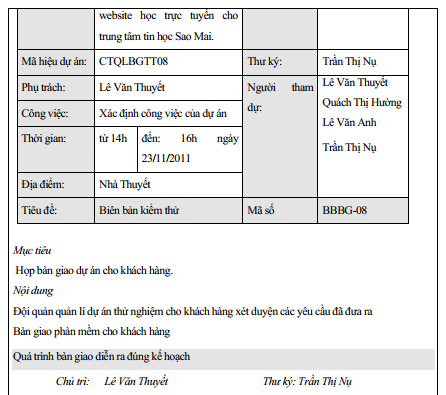 website học trực tuyến cho
trung tâm tin học Sao Mai.
Mã hiệu dự án: CTQLBGTT08 Thư ký: Trần Thị Nụ
Phụ trách: Lê Văn Thuyết Người tham dự: Lê Văn Thuyết
Quách Thị Hường
Công việc: Xác định công việc của dự án
Lê Văn Anh
Thời gian: từ 14h đến: 16h ngày 23/11/2011
Trần Thị Nụ
Địa điểm: Nhà Thuyết
Tiêu đề: Biên bản kiểm thử Mã số BBBG-08
Mục tiêu
Họp bàn giao dự án cho khách hàng.
Nội dung
Đội quản quản lí dự án thử nghiệm cho khách hàng xét duyện các yêu cầu đã đưa ra
Bàn giao phần mềm cho khách hàng
Quá trình bàn giao diễn ra đúng kế hoạch
Chủ trì: Lê Văn Thuyết Thư ký: Trần Thị Nụ